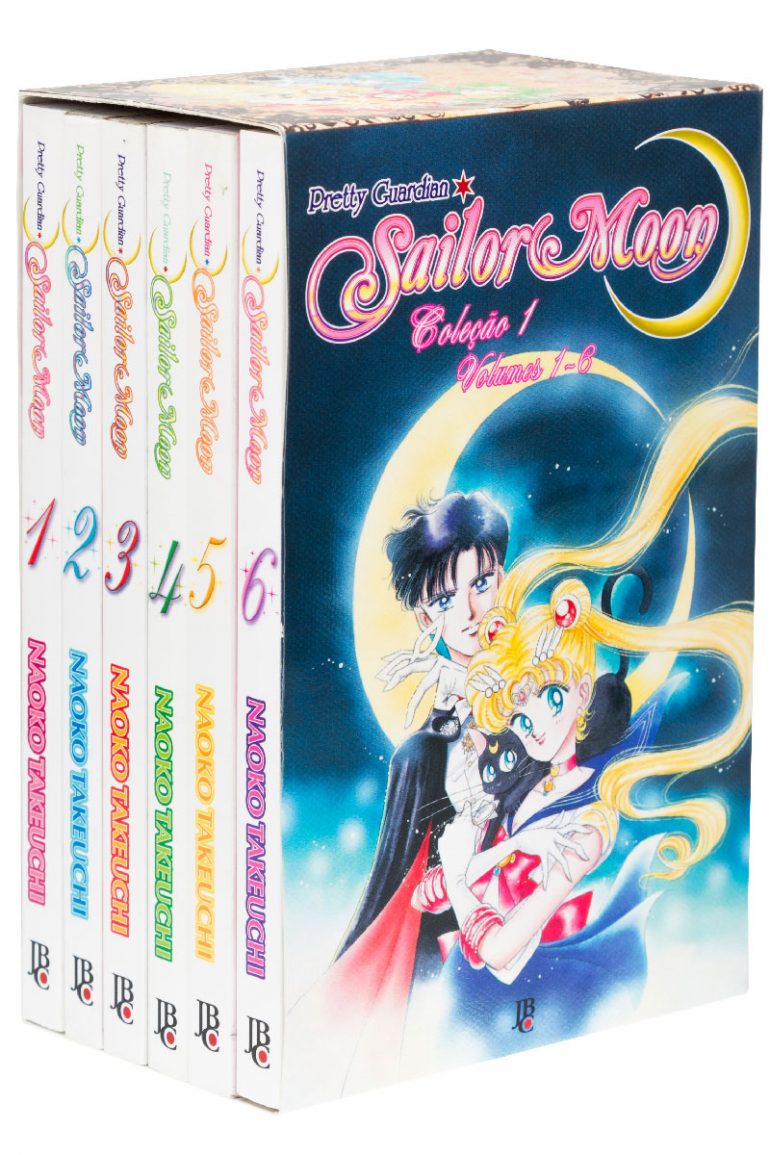 Pretty Guardian
Sailor Moon
Coleção 1
Volumes 1-6
JBC
Pretty Guardian
Sailor Moon
1
NAOKO TAKEUCHI
JBC
Pretty Guardian
Sailor Moon
2
NAOKO TAKEUCHI
JBC
Pretty Guardian
Sailor Moon
3
NAOKO TAKEUCHI
JBC
Pretty Guardian
Sailor Moon
4
NAOKO TAKEUCHI
JBC
Pretty Guardian
Sailor Moon
5
NAOKO TAKEUCHI
JBC
Pretty Guardian
Sailor Moon
6
NAOKO TAKEUCHI
JBC